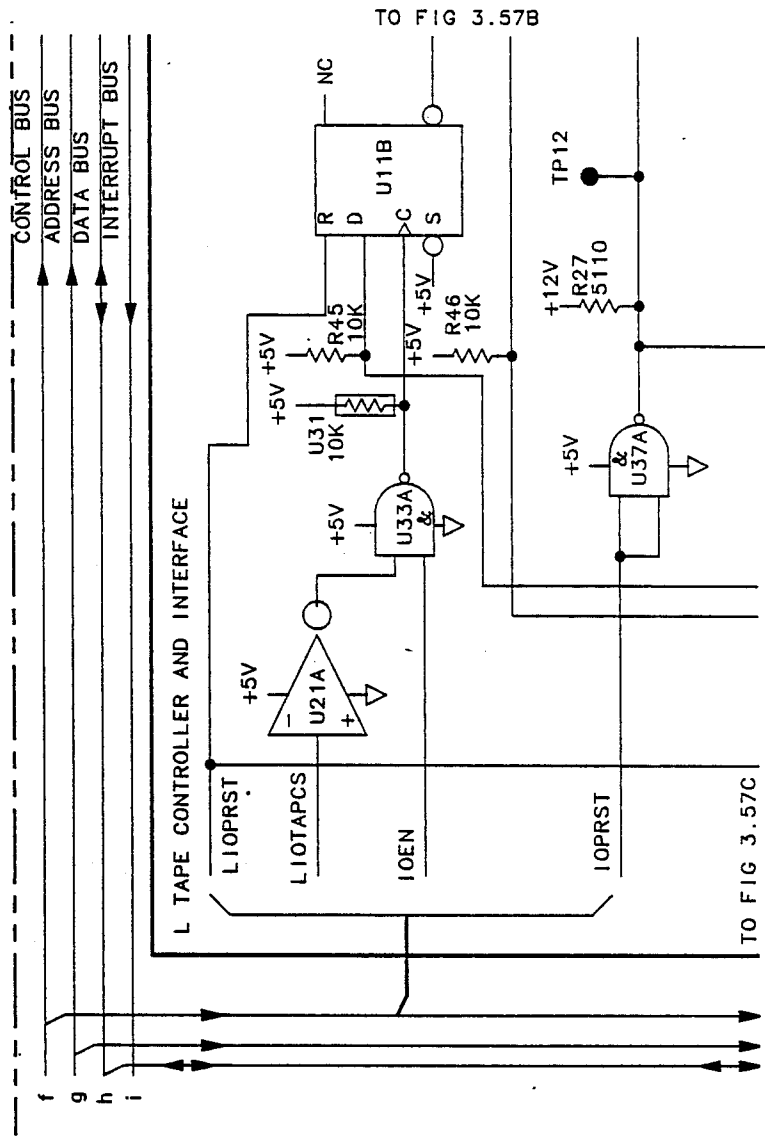 TO FIG 3.57B
CONTROL BUS
ADDRESS BUS
DATA BUS
INTERRUPT BUS
f
g
h
i
L TAPE CONTROLLER AND INTERFACE
LIOPRST
LIOTAPCS
IOEN
IOPRST
+5V
-
U21A
+
+5V
U33A
&
+5V
U31
10K
+5V
R45
10K
+5V
R46
10K
+5V
R
D
C
S
U11B
NC
+5V
&
U37A
+12V
R27
5110
TP12
TO FIG 3.57C